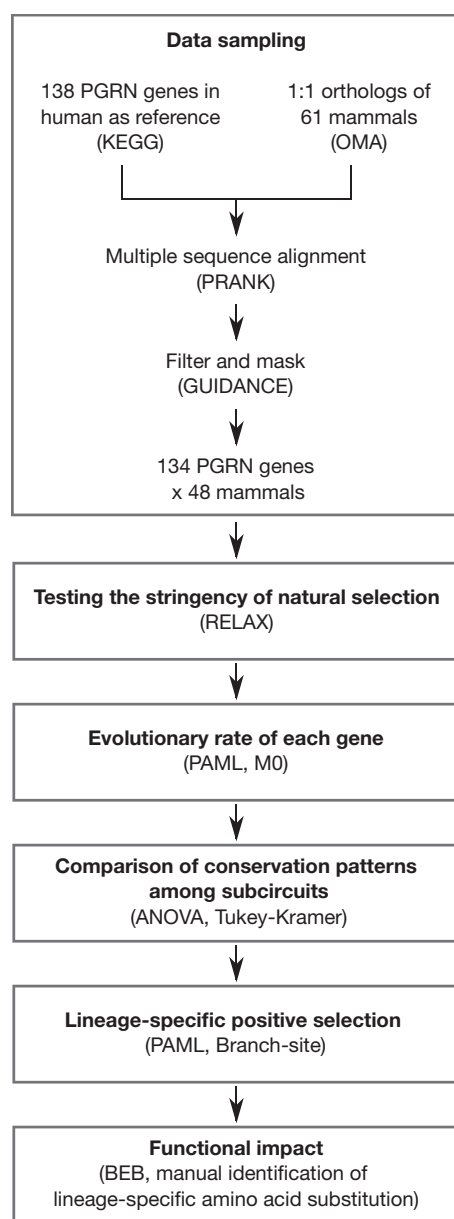 Data sampling
138 PGRN genes in
human as reference
(KEGG)
1:1 orthologs of
61 mammals
(OMA)
Multiple sequence alignment
(PRANK)
Filter and mask
(GUIDANCE)
134 PGRN genes
x 48 mammals
Testing the stringency of natural selection
(RELAX)
Evolutionary rate of each gene
(PAML, M0)
Comparison of conservation patterns
among subcircuits
(ANOVA, Tukey-Kramer)
Lineage-specific positive selection
(PAML, Branch-site)
Functional impact
(BEB, manual identification of
lineage-specific amino acid substitution)